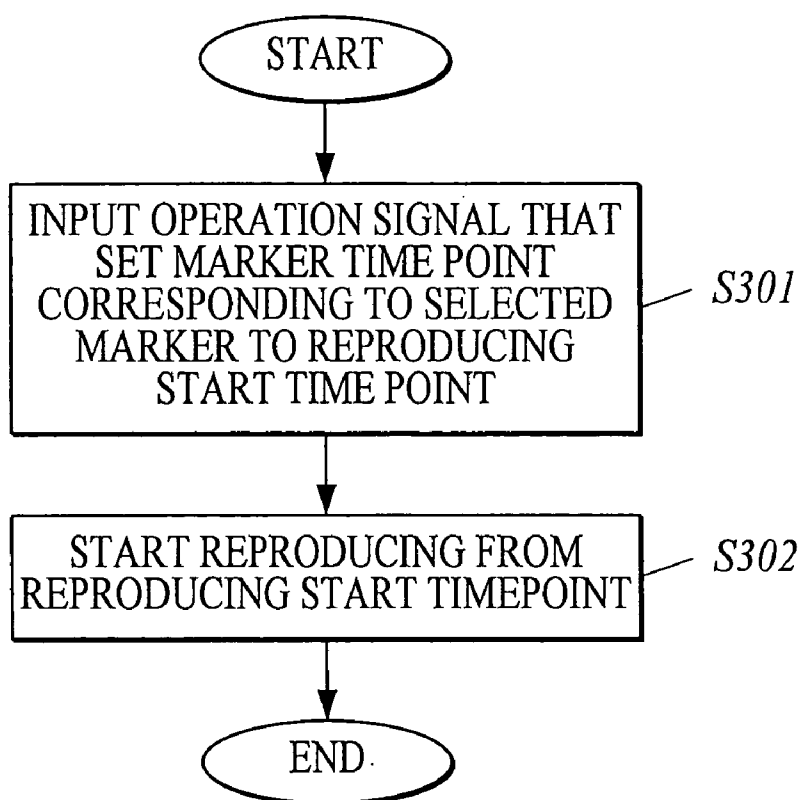 START
INPUT OPERATION SIGNAL THAT
SET MARKER TIME POINT
CORRESPONDING TO SELECTED
MARKER TO REPRODUCING
START TIME POINT
S301
START REPRODUCING FROM
REPRODUCING START TIMEPOINT
S302
END